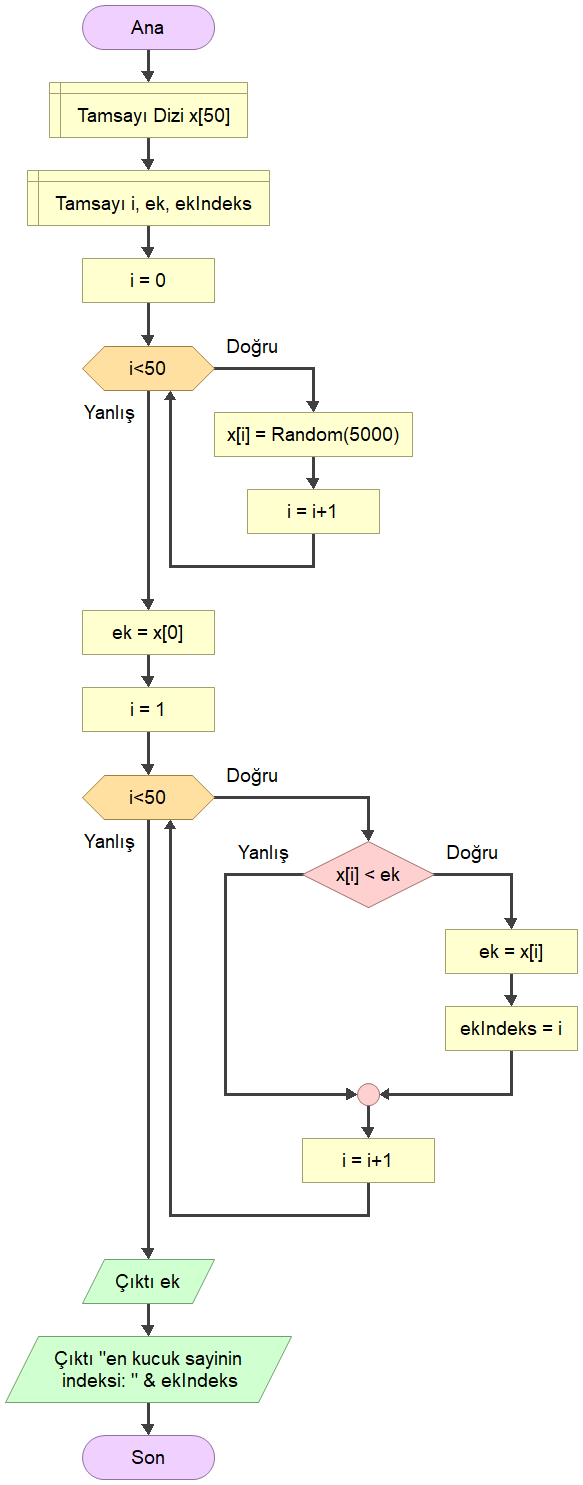 Ana
Tamsayı Dizi x[50]
Tamsayı i, ek, ekIndeks
i = 0
i<50
Doğru
Yanlış
x[i] = Random(5000)
i = i+1
ek = x[0]
i = 1
i<50
Doğru
Yanlış
Yanlış
Doğru
x[i] < ek
ek = x[i]
ekIndeks = i
i = i+1
Çıktı ek
Çıktı "en kucuk sayinin
indeksi: " & ekIndeks
Son